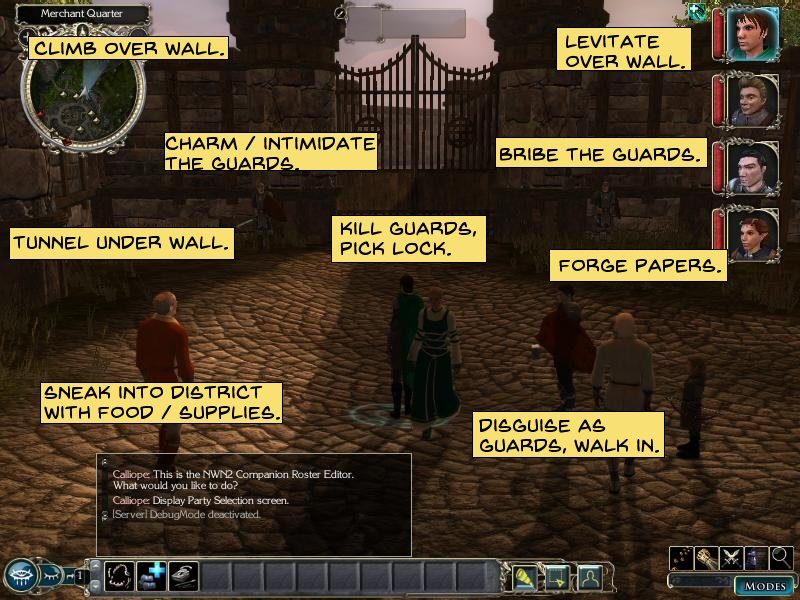 Merchant Quarter
CLIMB OVER WALL.
LEVITATE
OVER WALL.
CHARM / INTIMIDATE
THE GUARDS.
BRIBE THE GUARDS.
TUNNEL UNDER WALL.
KILL GUARDS,
PICK LOCK.
FORGE PAPERS.
SNEAK INTO DISTRICT
WITH FOOD / SUPPLIES.
DISGUISE AS
GUARDS, WALK IN.
Calliope: This is the NWN2 Companion Roster Editor.
What would you like to do?
Calliope: Display Party Selection screen.
[Server] DebugMode deactivated.
1
MODES